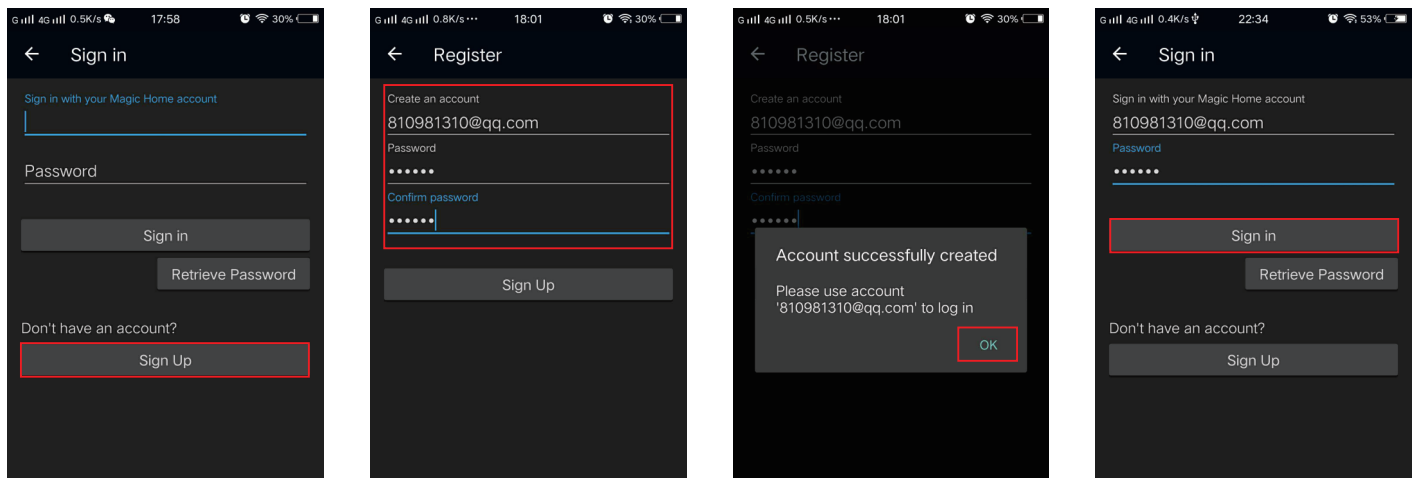 G 4G 0.5K/s 17:58 30%
Sign in
Sign in with your Magic Home account
Password
Sign in
Retrieve Password
Don't have an account?
Sign Up
G 4G 0.8K/s ··· 18:01 30%
Register
Create an account
810981310@qq.com
Password
••••••
Confirm password
••••••
Sign Up
G 4G 0.5K/s ··· 18:01 30%
Register
Create an account
810981310@qq.com
Password
••••••
Confirm password
••••••
Account successfully created
Please use account
'810981310@qq.com' to log in
OK
G 4G 0.4K/s 22:34 53%
Sign in
Sign in with your Magic Home account
810981310@qq.com
Password
••••••
Sign in
Retrieve Password
Don't have an account?
Sign Up